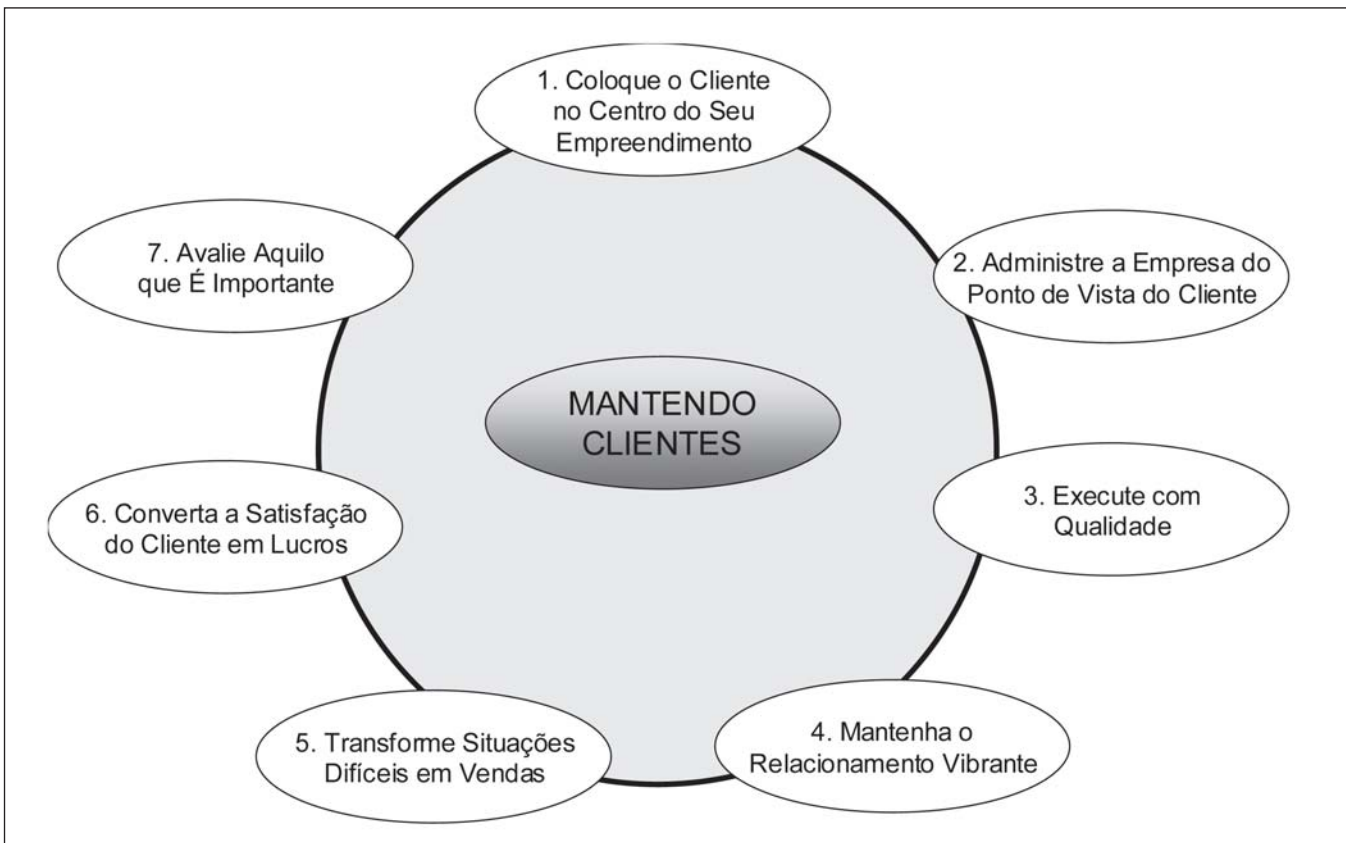 1. Coloque o Cliente
no Centro do Seu
Empreendimento
2. Administre a Empresa do
Ponto de Vista do Cliente
3. Execute com
Qualidade
4. Mantenha o
Relacionamento Vibrante
5. Transforme Situações
Difíceis em Vendas
6. Converta a Satisfação
do Cliente em Lucros
7. Avalie Aquilo
que É Importante
MANTENDO
CLIENTES